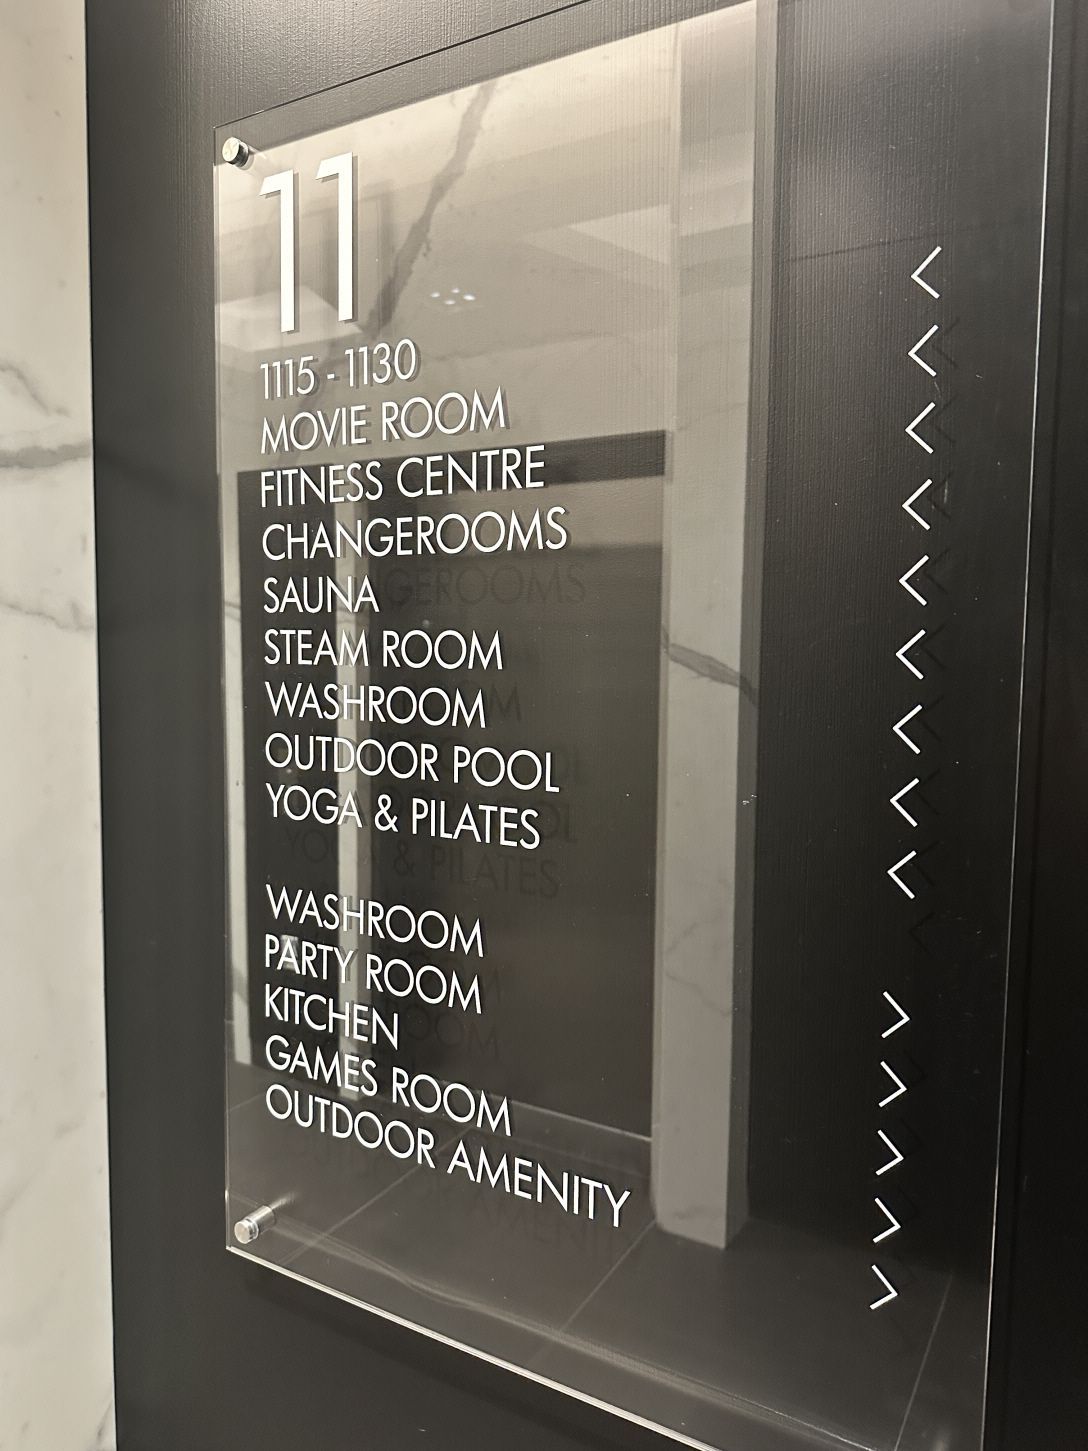 11
1115 - 1130 <
MOVIE ROOM <
FITNESS CENTRE <
CHANGEROOMS <
SAUNA <
STEAM ROOM <
WASHROOM <
OUTDOOR POOL <
YOGA & PILATES <
WASHROOM >
PARTY ROOM >
KITCHEN >
GAMES ROOM >
OUTDOOR AMENITY >